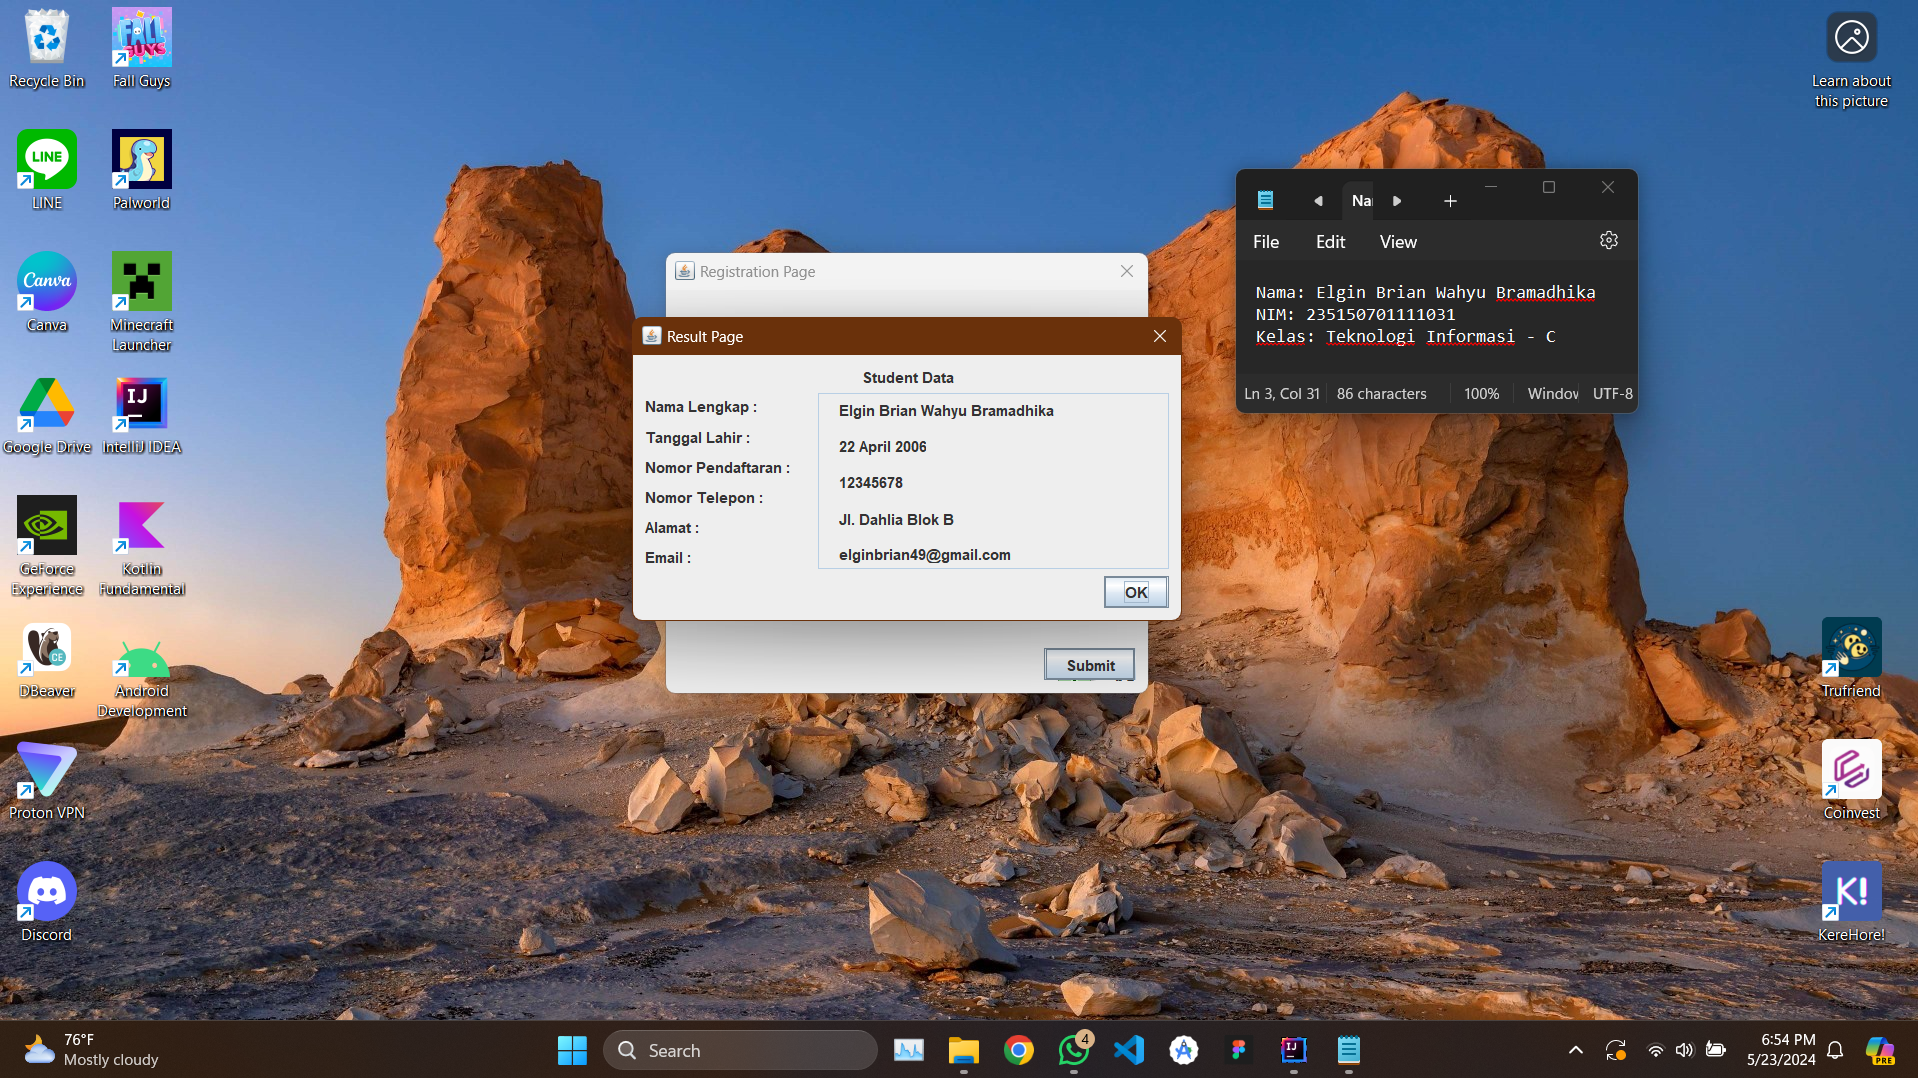 Recycle Bin
Fall Guys
LINE
Palworld
Canva
Minecraft
Launcher
Google Drive
IntelliJ IDEA
GeForce
Experience
Kotlin
Fundamental
DBeaver
Android
Development
Proton VPN
Discord
Registration Page
Result Page
Student Data
Nama Lengkap :
Elgin Brian Wahyu Bramadhika
Tanggal Lahir :
22 April 2006
Nomor Pendaftaran :
12345678
Nomor Telepon :
Jl. Dahlia Blok B
Alamat :
Email :
elginbrian49@gmail.com
OK
Submit
Nai
File
Edit
View
Nama: Elgin Brian Wahyu Bramadhika
NIM: 235150701111031
Kelas: Teknologi Informasi - C
Ln 3, Col 31
86 characters
100%
Window
UTF-8
Learn about
this picture
Trufriend
Coinvest
K!
KereHore!
76°F
Mostly cloudy
Search
4
6:54 PM
5/23/2024
PRE